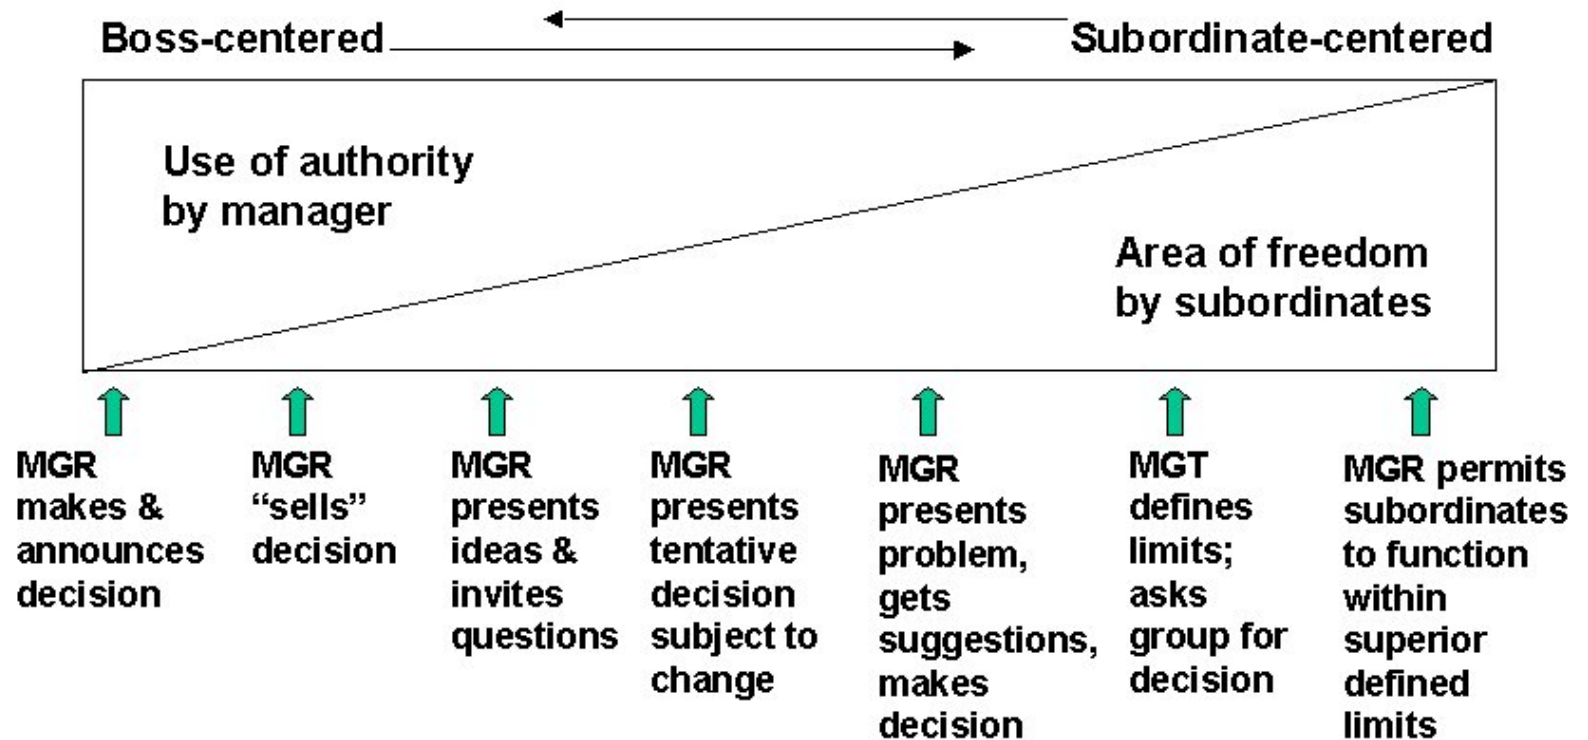 Boss-centered
Subordinate-centered
Use of authority
by manager
Area of freedom
by subordinates
MGR
makes &
announces
decision
MGR
“sells”
decision
MGR
presents
ideas &
invites
questions
MGR
presents
tentative
decision
subject to
change
MGR
presents
problem,
gets
suggestions,
makes
decision
MGT
defines
limits;
asks
group for
decision
MGR permits
subordinates
to function
within
superior
defined
limits